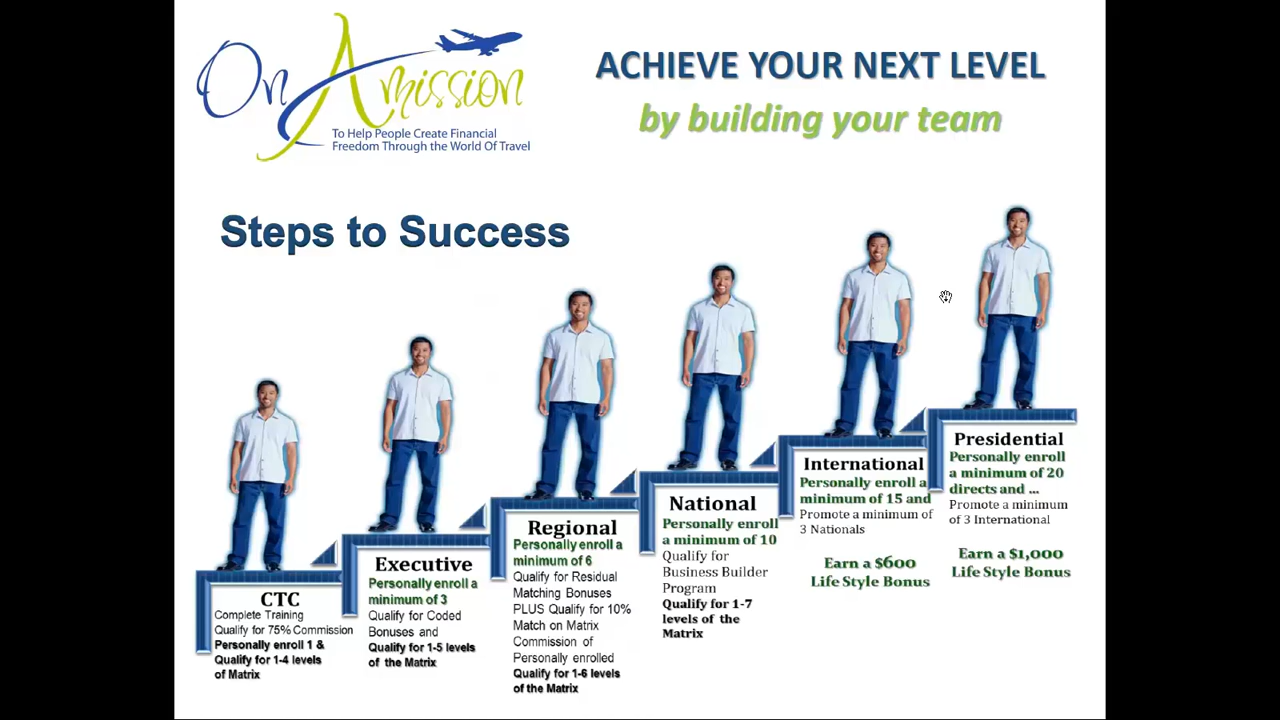 On A mission
To Help People Create Financial
Freedom Through the World Of Travel
ACHIEVE YOUR NEXT LEVEL
by building your team
Steps to Success
CTC
Complete Training
Qualify for 75% Commission
Personally enroll 1 &
Qualify for 1-4 levels
of Matrix
Executive
Personally enroll a
minimum of 3
Qualify for Coded
Bonuses and
Qualify for 1-5 levels
of the Matrix
Regional
Personally enroll a
minimum of 6
Qualify for Residual
Matching Bonuses
PLUS Qualify for 10%
Match on Matrix
Commission of
Personally enrolled
Qualify for 1-6 levels
of the Matrix
National
Personally enroll
a minimum of 10
Qualify for
Business Builder
Program
Qualify for 1-7
levels of the
Matrix
International
Personally enroll a
minimum of 15 and
Promote a minimum of
3 Nationals
Earn a $600
Life Style Bonus
Presidential
Personally enroll
a minimum of 20
directs and ...
Promote a minimum
of 3 International
Earn a $1,000
Life Style Bonus